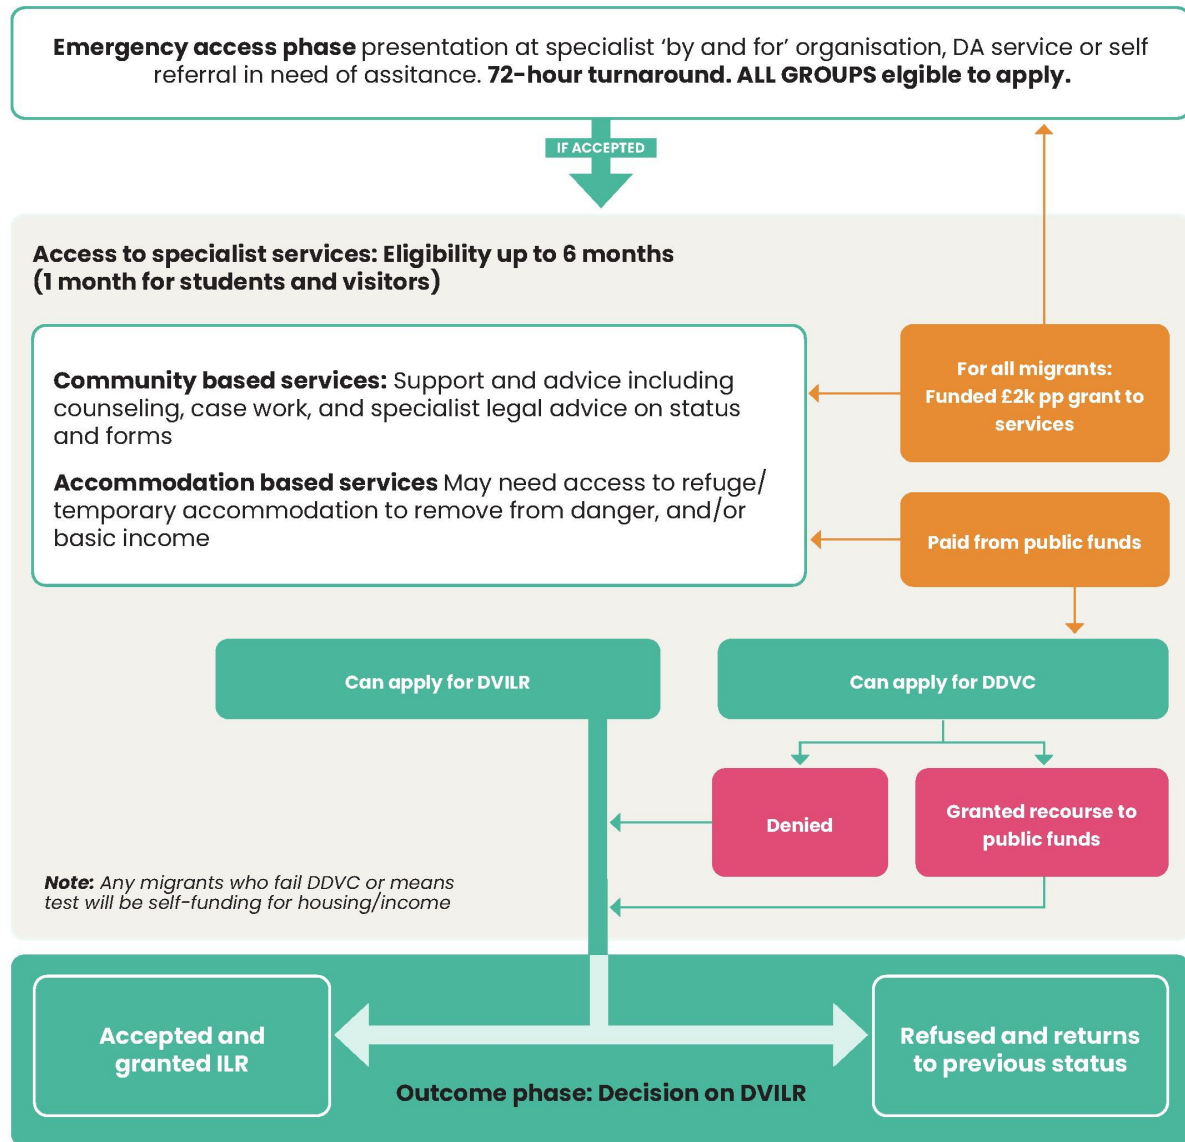 Emergency access phase presentation at specialist ‘by and for’ organisation, DA service or self
referral in need of assitance. 72-hour turnaround. ALL GROUPS elgible to apply.
IF ACCEPTED
Access to specialist services: Eligibility up to 6 months
(1 month for students and visitors)
Community based services: Support and advice including
counseling, case work, and specialist legal advice on status
and forms
Accommodation based services May need access to refuge/
temporary accommodation to remove from danger, and/or
basic income
For all migrants:
Funded £2k pp grant to
services
Paid from public funds
Can apply for DVILR
Can apply for DDVC
Denied
Granted recourse to
public funds
Note: Any migrants who fail DDVC or means
test will be self-funding for housing/income
Accepted and
granted ILR
Refused and returns
to previous status
Outcome phase: Decision on DVILR